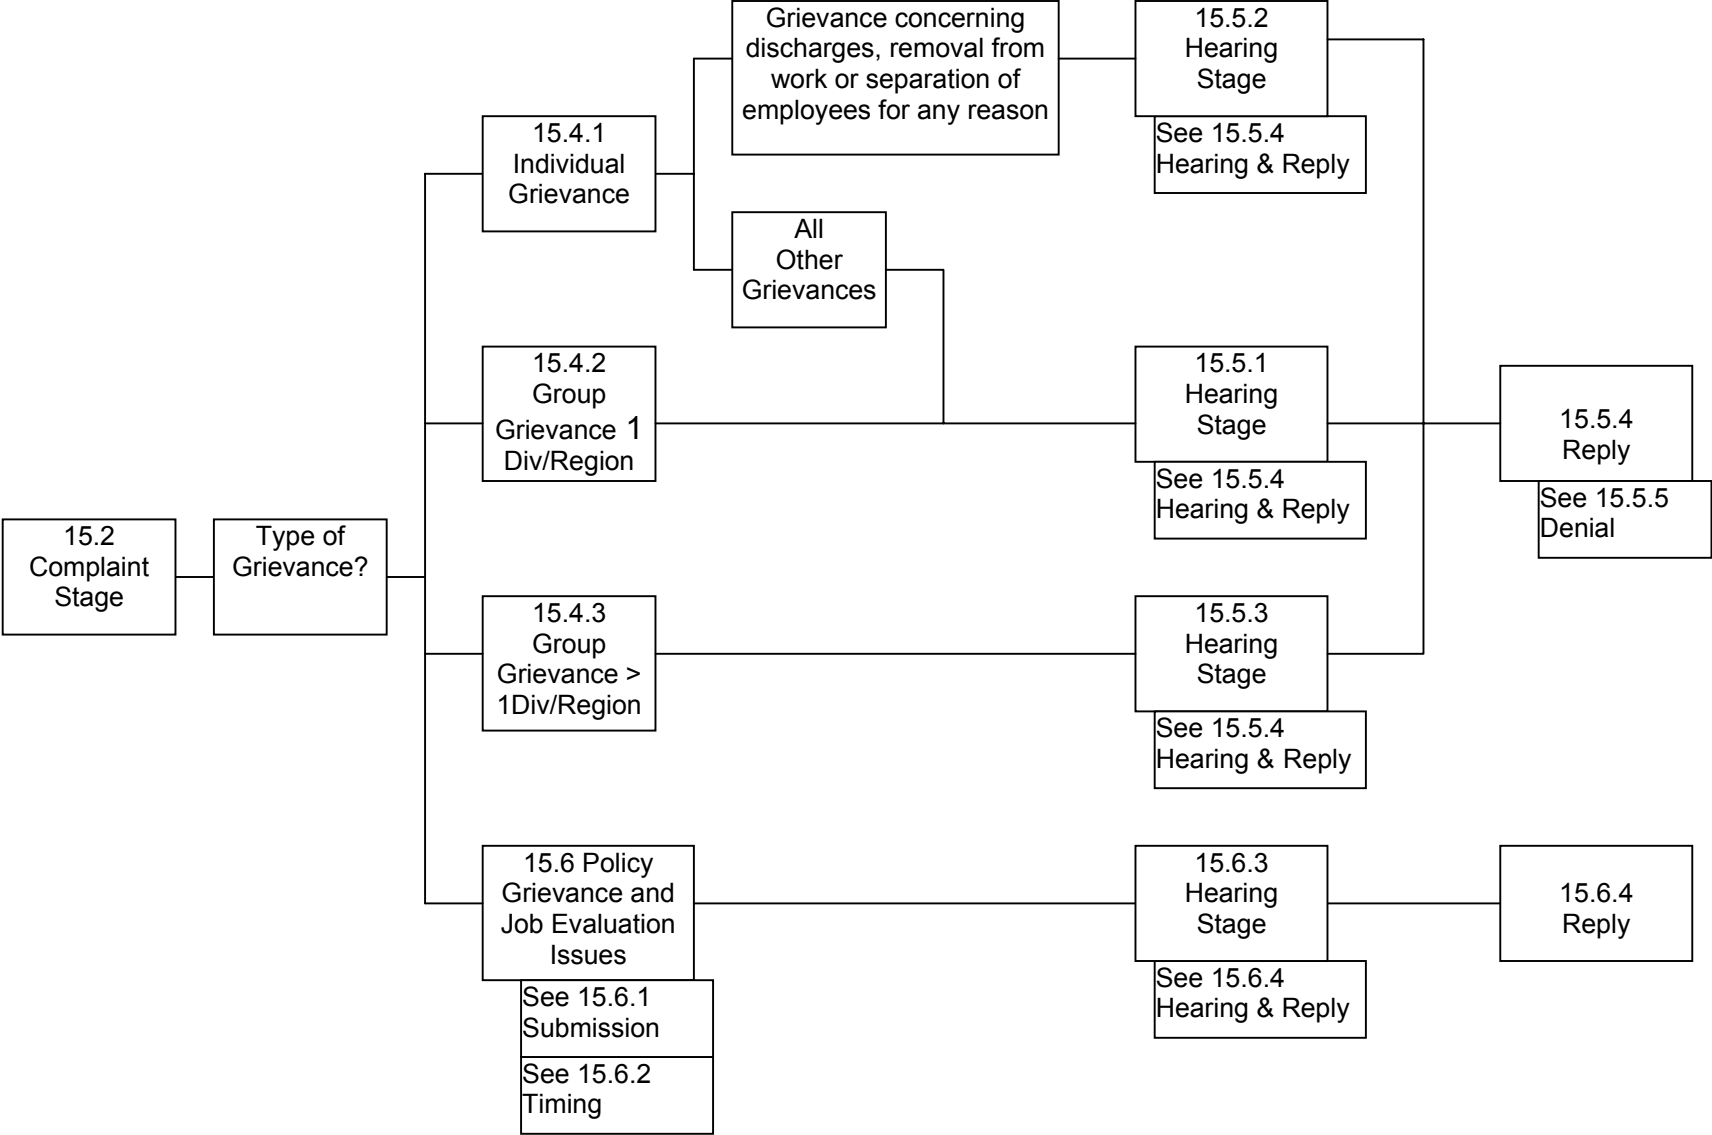 Grievance concerning
discharges, removal from
work or separation of
employees for any reason
15.5.2
Hearing
Stage
See 15.5.4
Hearing & Reply
15.4.1
Individual
Grievance
All
Other
Grievances
15.4.2
Group
Grievance 1
Div/Region
15.5.1
Hearing
Stage
See 15.5.4
Hearing & Reply
15.5.4
Reply
See 15.5.5
Denial
15.2
Complaint
Stage
Type of
Grievance?
15.4.3
Group
Grievance >
1Div/Region
15.5.3
Hearing
Stage
See 15.5.4
Hearing & Reply
15.6 Policy
Grievance and
Job Evaluation
Issues
See 15.6.1
Submission
See 15.6.2
Timing
15.6.3
Hearing
Stage
See 15.6.4
Hearing & Reply
15.6.4
Reply